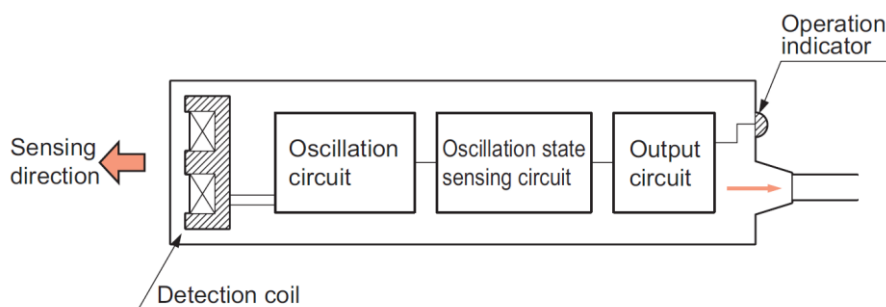 Operation
indicator
Sensing
direction
Oscillation
circuit
Oscillation state
sensing circuit
Output
circuit
Detection coil